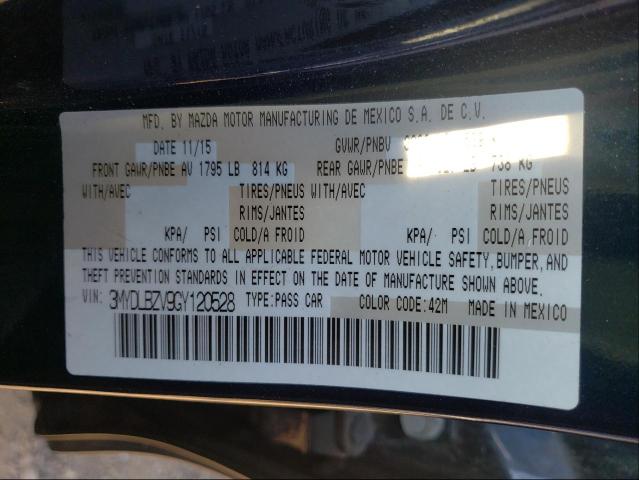 MFD. BY MAZDA MOTOR MANUFACTURING DE MEXICO S.A. DE C.V.
DATE 11/15 GVWR/PNBV
FRONT GAWR/PNBE AV 1795 LB 814 KG REAR GAWR/PNBE LB 738 KG
WITH/AVEC TIRES/PNEUS WITH/AVEC TIRES/PNEUS
RIMS/JANTES RIMS/JANTES
KPA/ PSI COLD/A FROID KPA/ PSI COLD/A FROID
THIS VEHICLE CONFORMS TO ALL APPLICABLE FEDERAL MOTOR VEHICLE SAFETY, BUMPER, AND
THEFT PREVENTION STANDARDS IN EFFECT ON THE DATE OF MANUFACTURE SHOWN ABOVE.
VIN: 3MYDLBZV9GY120528 TYPE:PASS CAR COLOR CODE:42M MADE IN MEXICO